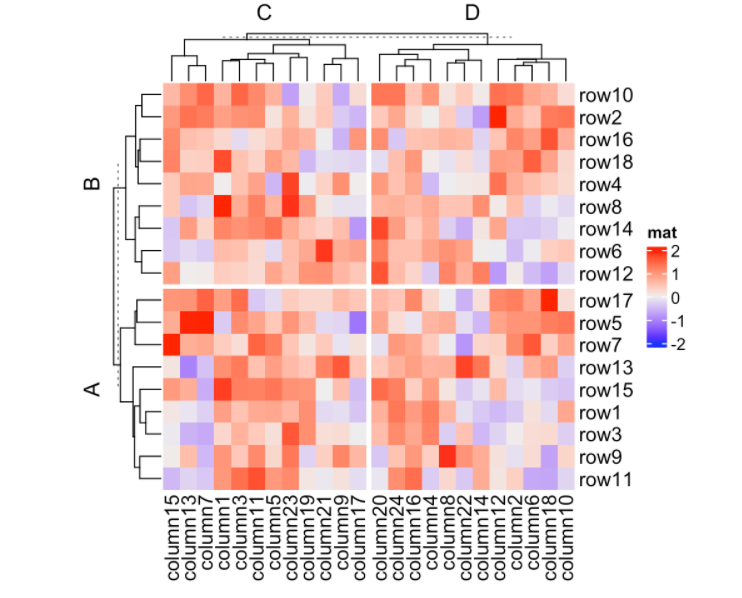 C D
B
A
row10
row2
row16
row18
row4
row8
row14
row6
row12
row17
row5
row7
row13
row15
row1
row3
row9
row11
mat
2
1
0
-1
-2
column15
column13
column7
column1
column3
column11
column5
column23
column19
column21
column9
column17
column20
column24
column16
column4
column8
column22
column14
column12
column2
column6
column18
column10